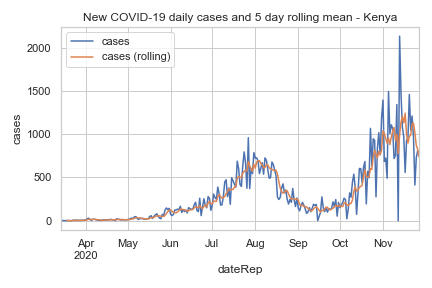 New COVID-19 daily cases and 5 day rolling mean - Kenya
cases
cases (rolling)
2000
1500
1000
500
0
cases
Apr
2020
May
Jun
Jul
Aug
Sep
Oct
Nov
dateRep